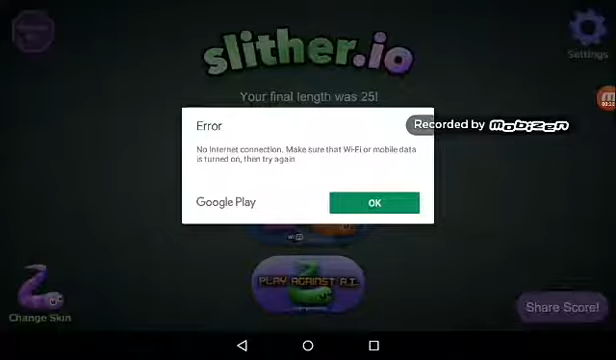 slither.io
Settings
Your final length was 25!
Recorded by Mobizen
Error
No Internet connection. Make sure that Wi-Fi or mobile data
is turned on, then try again
Google Play
OK
PLAY AGAINST A.I.
Change Skin
Share Score!